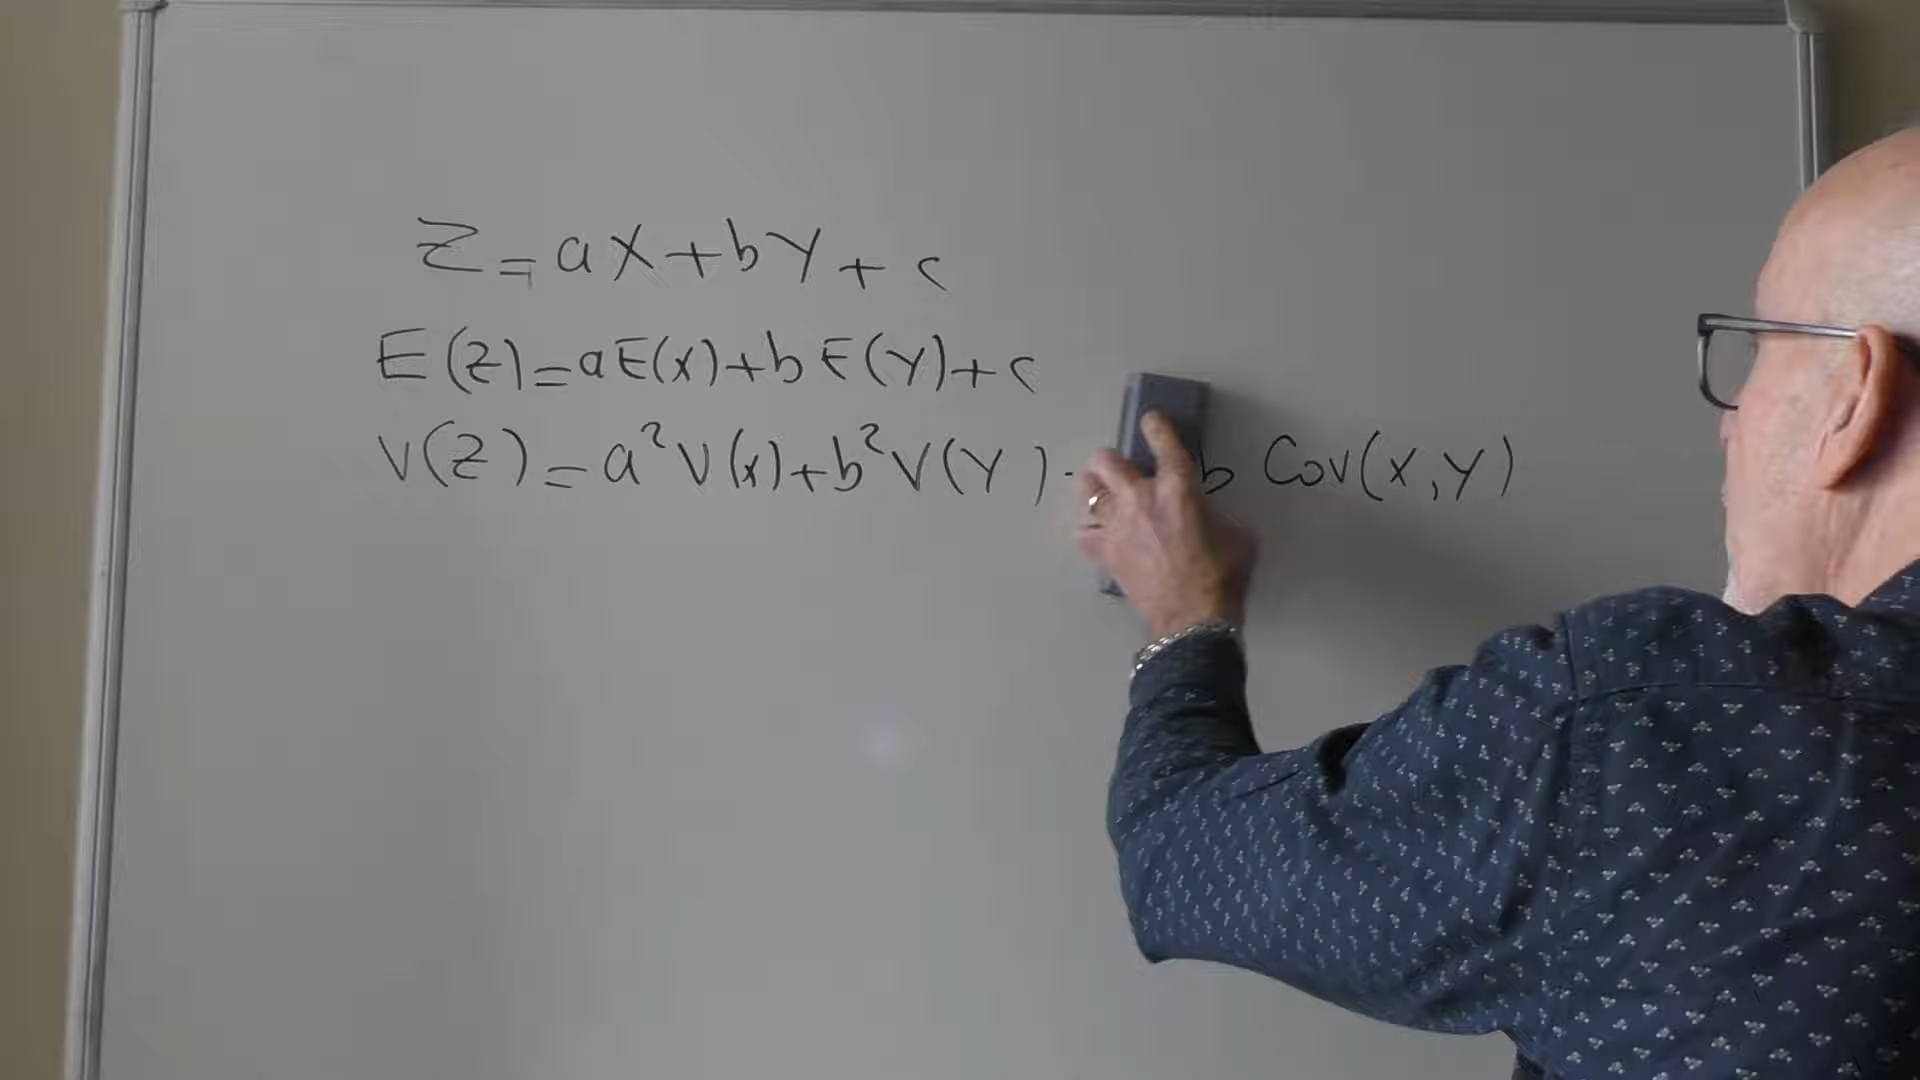 Z=aX+bY+c
E(Z)=aE(X)+bE(Y)+c
V(Z)=a²V(X)+b²V(Y) b Cov(X,Y)